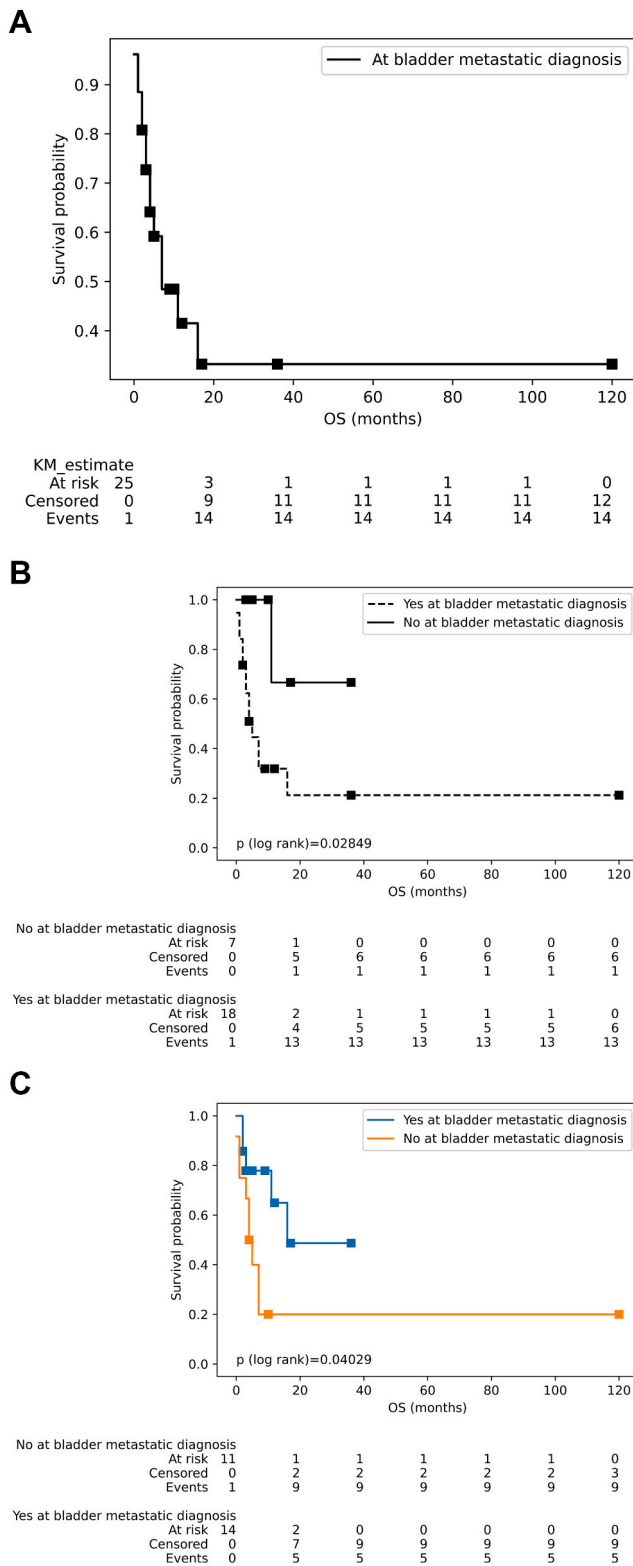 A
At bladder metastatic diagnosis
0.9
0.8
0.7
0.6
0.5
0.4
Survival probability
0 20 40 60 80 100 120
OS (months)
KM_estimate
At risk 25 3 1 1 1 1 0
Censored 0 9 11 11 11 11 12
Events 1 14 14 14 14 14 14
B
Yes at bladder metastatic diagnosis
No at bladder metastatic diagnosis
1.0
0.8
0.6
0.4
0.2
0.0
Survival probability
p (log rank)=0.02849
0 20 40 60 80 100 120
OS (months)
No at bladder metastatic diagnosis
At risk 7 1 0 0 0 0 0
Censored 0 5 6 6 6 6 6
Events 0 1 1 1 1 1 1
Yes at bladder metastatic diagnosis
At risk 18 2 1 1 1 1 0
Censored 0 4 5 5 5 5 6
Events 1 13 13 13 13 13 13
C
Yes at bladder metastatic diagnosis
No at bladder metastatic diagnosis
1.0
0.8
0.6
0.4
0.2
0.0
Survival probability
p (log rank)=0.04029
0 20 40 60 80 100 120
OS (months)
No at bladder metastatic diagnosis
At risk 11 1 1 1 1 1 0
Censored 0 2 2 2 2 2 3
Events 1 9 9 9 9 9 9
Yes at bladder metastatic diagnosis
At risk 14 2 0 0 0 0 0
Censored 0 7 9 9 9 9 9
Events 0 5 5 5 5 5 5